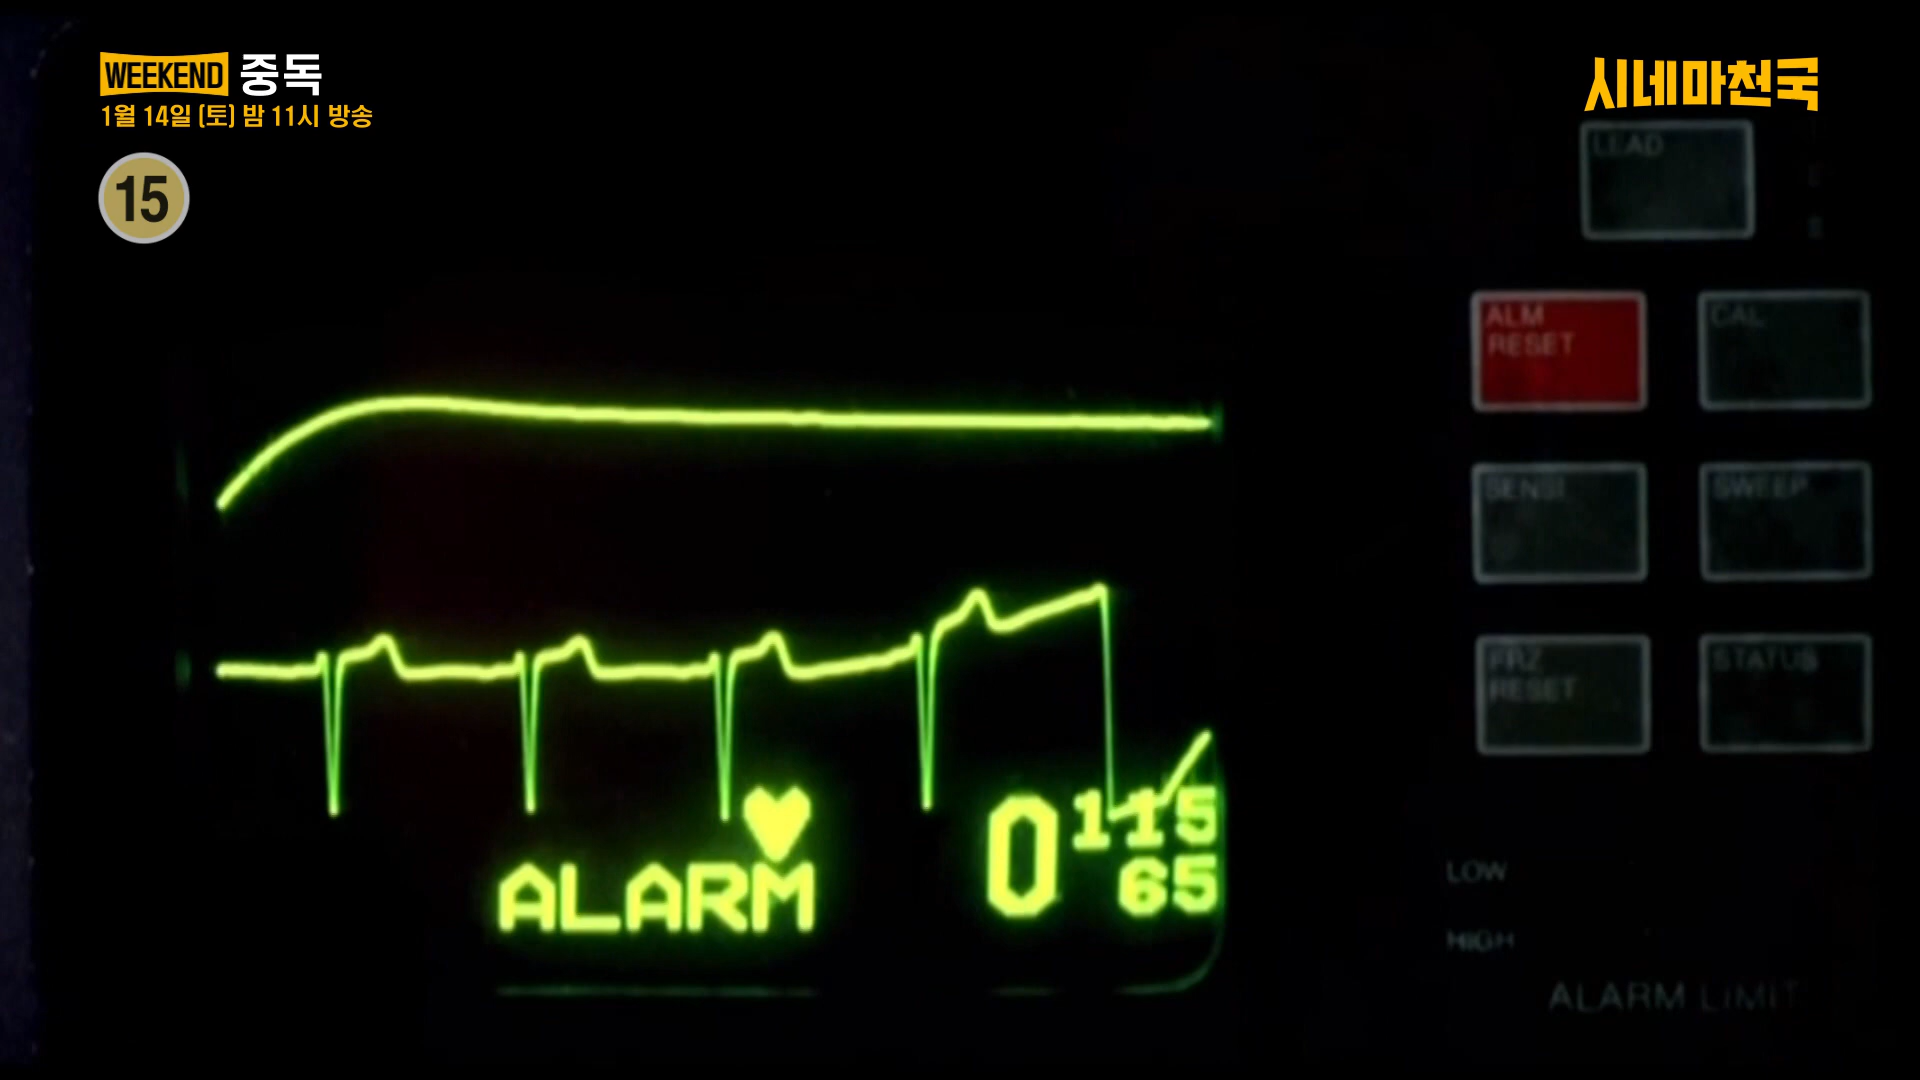 WEEKEND 중독
1월 14일 (토) 밤 11시 방송
15
시네마천국
LEAD
ALM
RESET
CAL
SENSI
SWEEP
FRZ
RESET
STATUS
ALARM
0
115
65
LOW
HIGH
ALARM LIMIT